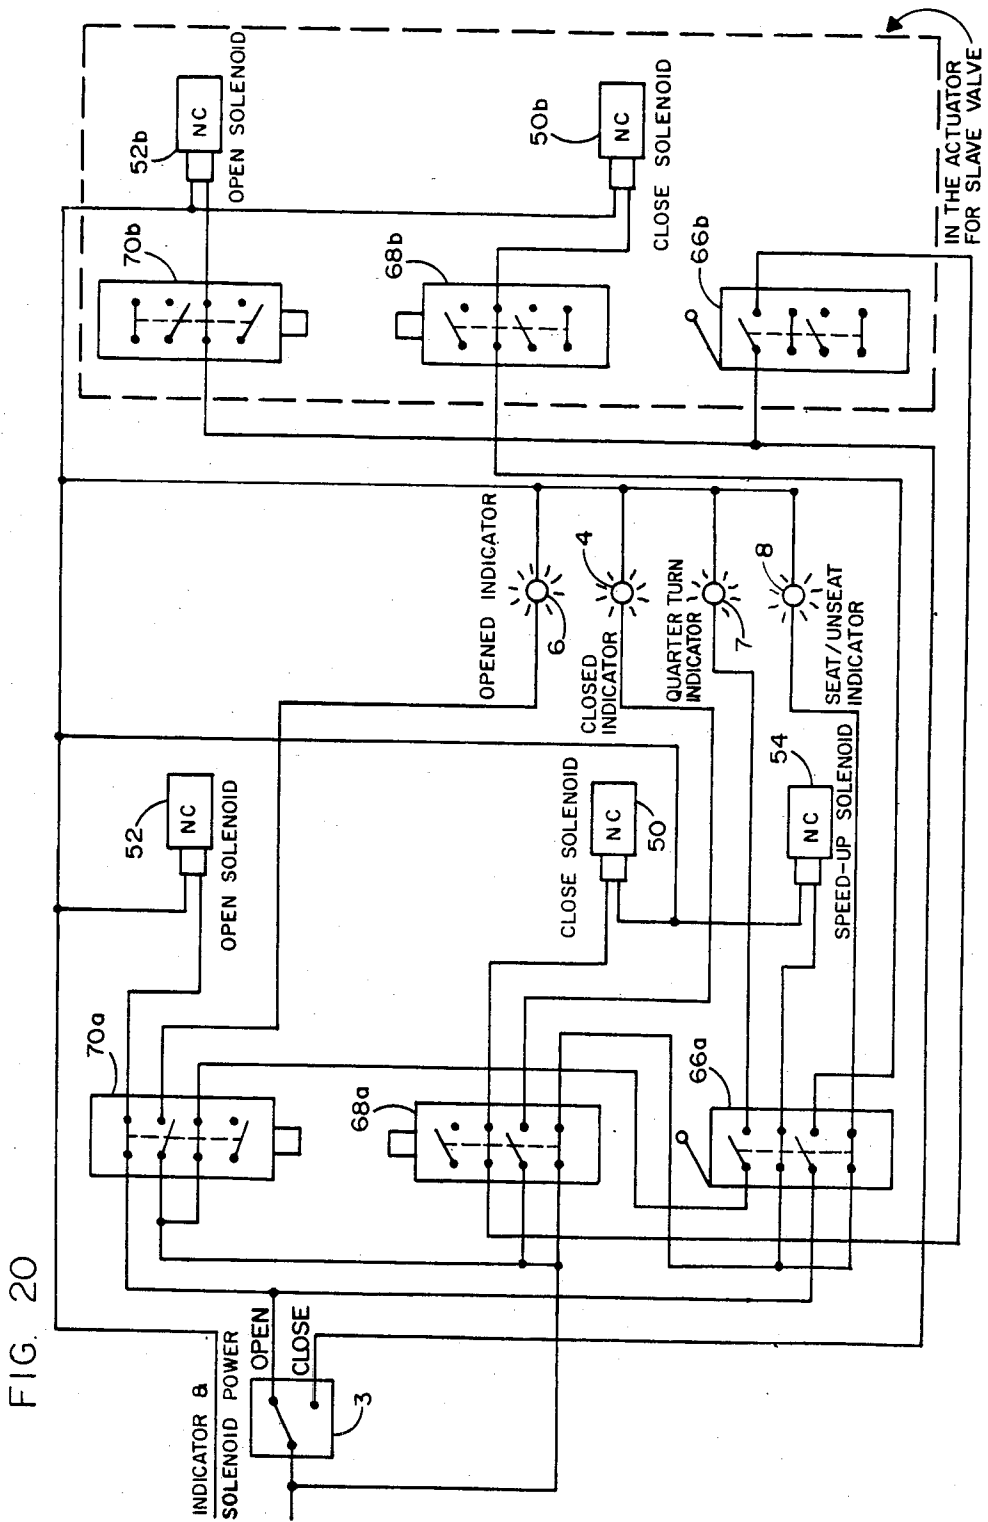 FIG. 20
INDICATOR &
SOLENOID POWER
OPEN
CLOSE
3
70a
68a
66a
52
NC
OPEN SOLENOID
CLOSE SOLENOID
NC
50
54
NC
SPEED-UP SOLENOID
OPENED INDICATOR
6
CLOSED
INDICATOR
4
QUARTER TURN
INDICATOR
7
8
SEAT/UNSEAT
INDICATOR
70b
68b
66b
52b
NC
OPEN SOLENOID
50b
NC
CLOSE SOLENOID
IN THE ACTUATOR
FOR SLAVE VALVE